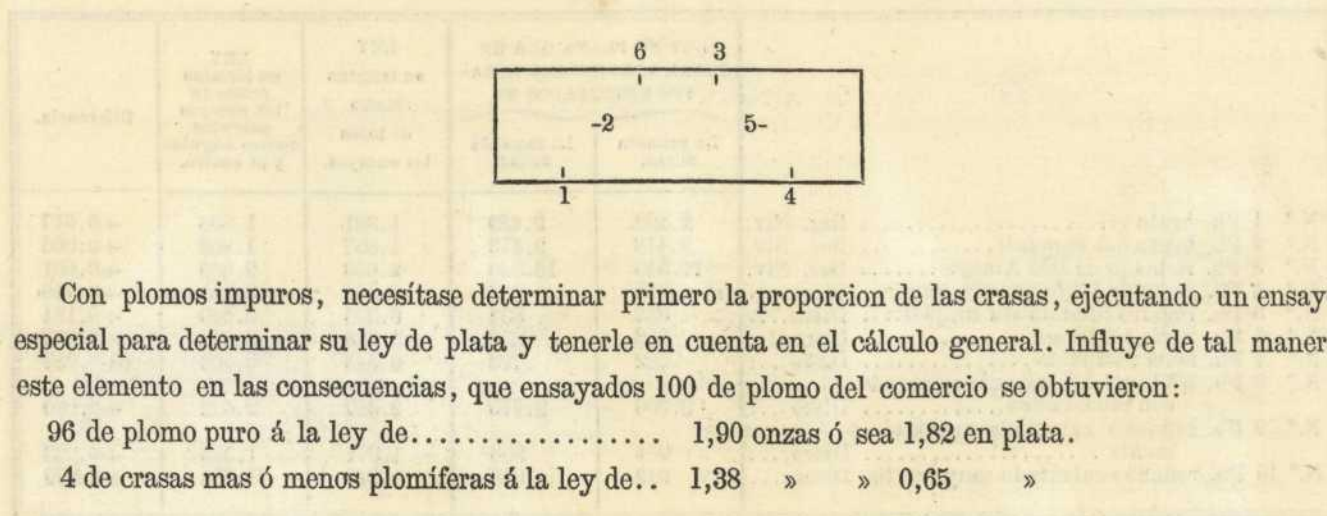 6 3
-2 5-
1 4
Con plomos impuros, necesítase determinar primero la proporcion de las crasas, ejecutando un ensay
especial para determinar su ley de plata y tenerle en cuenta en el cálculo general. Influye de tal maner
este elemento en las consecuencias, que ensayados 100 de plomo del comercio se obtuvieron:
96 de plomo puro á la ley de.................. 1,90 onzas ó sea 1,82 en plata.
4 de crasas mas ó menos plomíferas á la ley de.. 1,38 » » 0,65 »